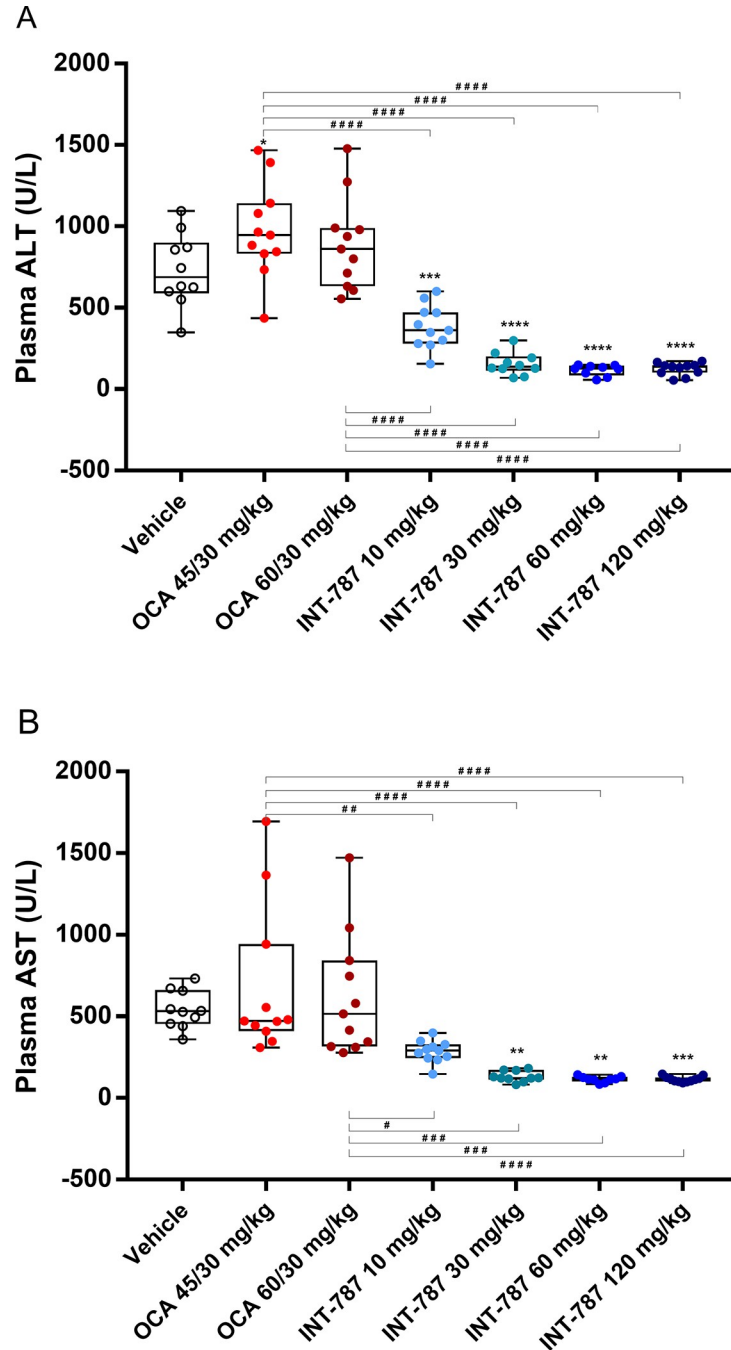 A
Plasma ALT (U/L)
2000
1500
1000
500
0
-500
# # # #
# # # #
# # # #
# # # #
*
***
****
****
****
# # # #
# # # #
# # # #
# # # #
Vehicle
OCA 45/30 mg/kg
OCA 60/30 mg/kg
INT-787 10 mg/kg
INT-787 30 mg/kg
INT-787 60 mg/kg
INT-787 120 mg/kg
B
Plasma AST (U/L)
2000
1500
1000
500
0
-500
# # # #
# # # #
# # # #
# #
**
**
***
#
# # #
# # #
# # # #
Vehicle
OCA 45/30 mg/kg
OCA 60/30 mg/kg
INT-787 10 mg/kg
INT-787 30 mg/kg
INT-787 60 mg/kg
INT-787 120 mg/kg